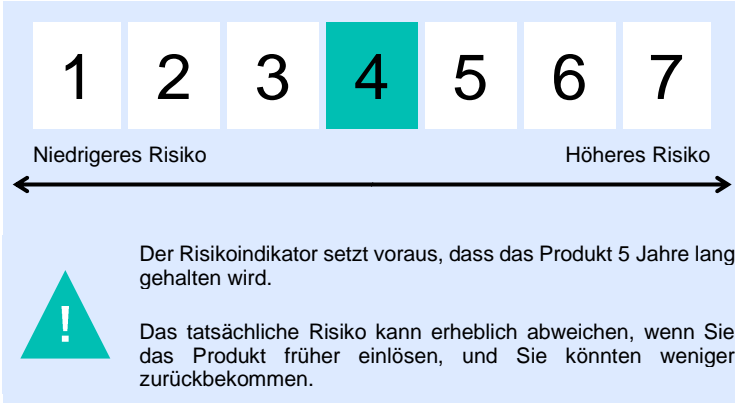 1 2 3 4 5 6 7
Niedrigeres Risiko Höheres Risiko
Der Risikoindikator setzt voraus, dass das Produkt 5 Jahre lang
gehalten wird.
!
Das tatsächliche Risiko kann erheblich abweichen, wenn Sie
das Produkt früher einlösen, und Sie könnten weniger
zurückbekommen.